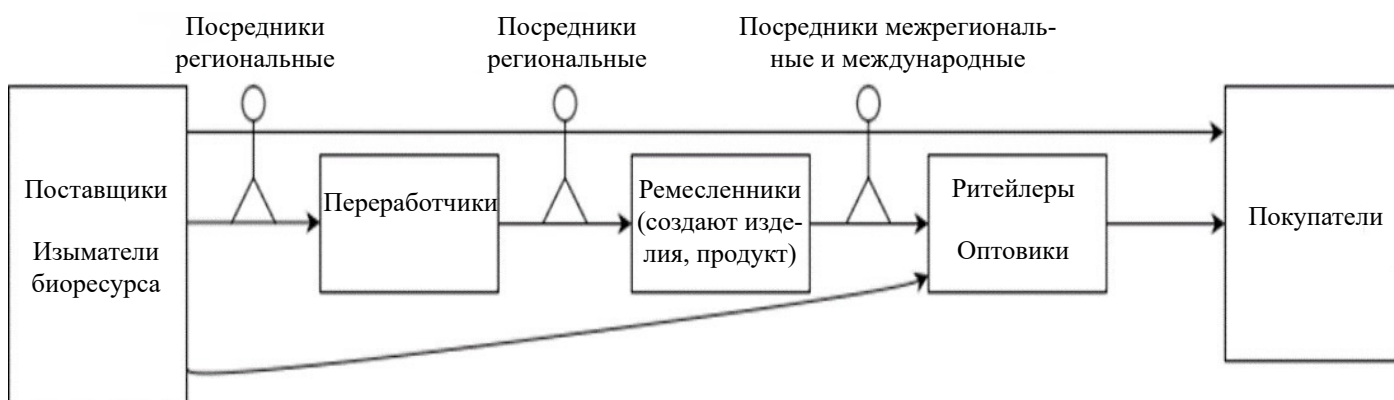 Посредники
региональные
Посредники
региональные
Посредники межрегиональ-
ные и международные
Поставщики
Изыматели
биоресурса
Переработчики
Ремесленники
(создают изде-
лия, продукт)
Ритейлеры
Оптовики
Покупатели